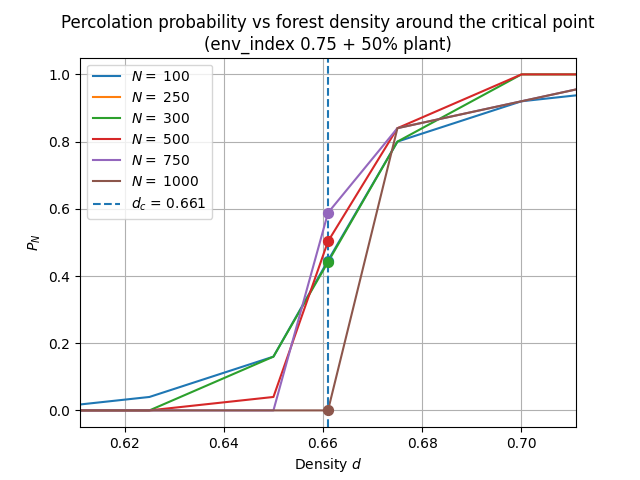 Percolation probability vs forest density around the critical point
(env_index 0.75 + 50% plant)
N = 100
N = 250
N = 300
N = 500
N = 750
N = 1000
d_c = 0.661
P_N
1.0
0.8
0.6
0.4
0.2
0.0
0.62 0.64 0.66 0.68 0.70
Density d